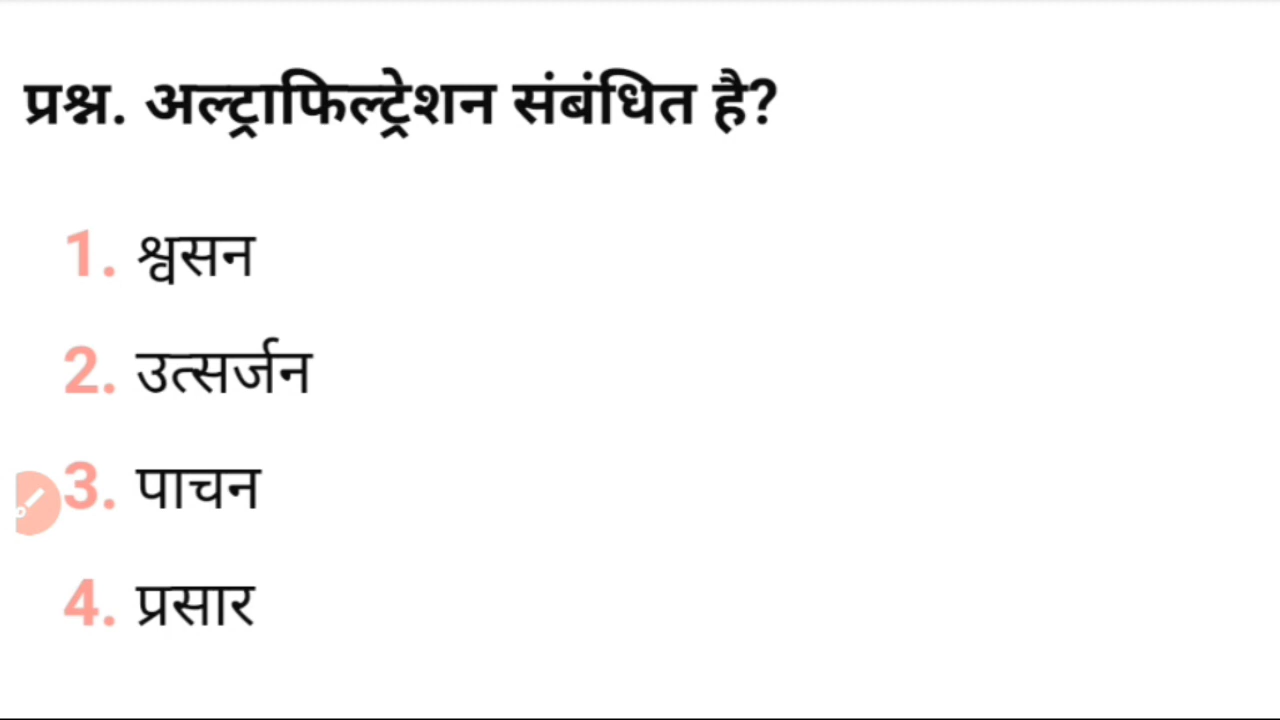 प्रश्न. अल्ट्राफिल्ट्रेशन संबंधित है?
1. श्वसन
2. उत्सर्जन
3. पाचन
4. प्रसार